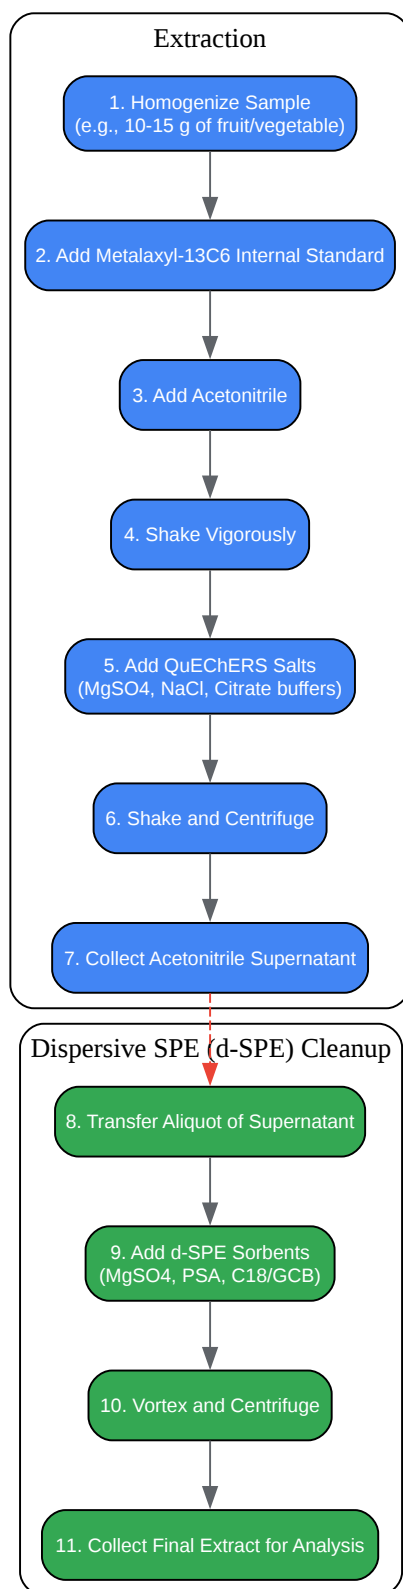 Extraction
1. Homogenize Sample
(e.g., 10-15 g of fruit/vegetable)
2. Add Metalaxyl-13C6 Internal Standard
3. Add Acetonitrile
4. Shake Vigorously
5. Add QuEChERS Salts
(MgSO4, NaCl, Citrate buffers)
6. Shake and Centrifuge
7. Collect Acetonitrile Supernatant
Dispersive SPE (d-SPE) Cleanup
8. Transfer Aliquot of Supernatant
9. Add d-SPE Sorbents
(MgSO4, PSA, C18/GCB)
10. Vortex and Centrifuge
11. Collect Final Extract for Analysis